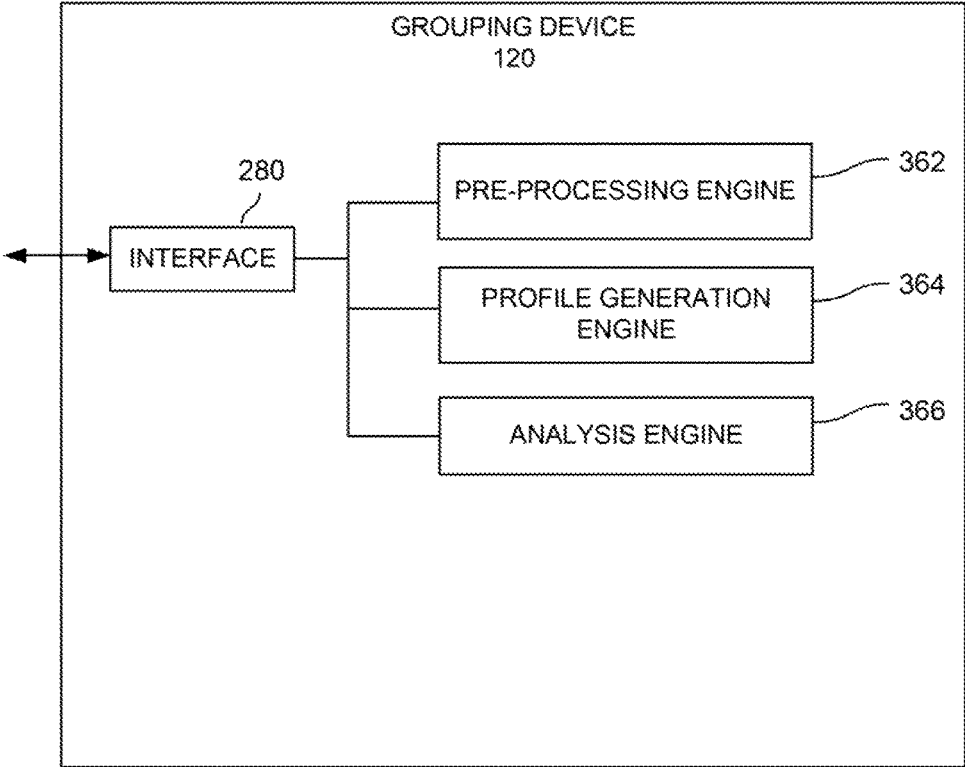 GROUPING DEVICE
120
280
INTERFACE
PRE-PROCESSING ENGINE
362
PROFILE GENERATION
ENGINE
364
ANALYSIS ENGINE
366